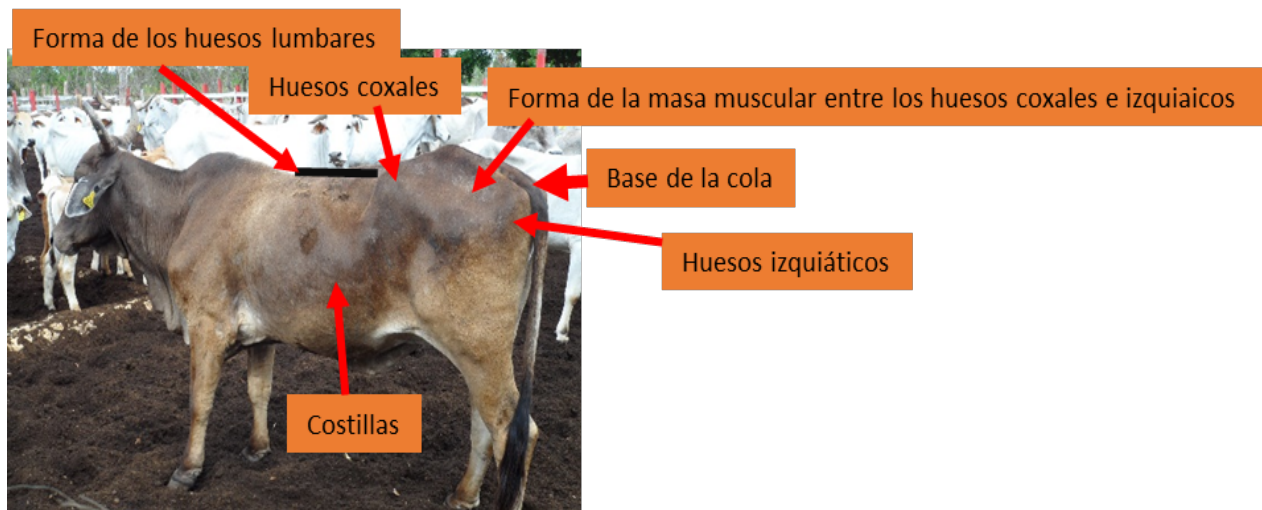 Forma de los huesos lumbares
Huesos coxales
Forma de la masa muscular entre los huesos coxales e izquiaicos
Base de la cola
Huesos izquiáticos
Costillas